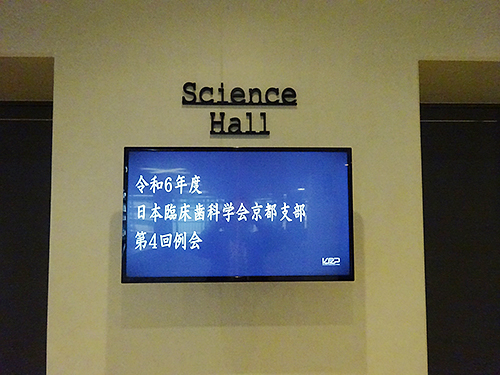 Science
Hall
令和6年度
日本臨床歯科学会京都支部
第4回例会
KRP